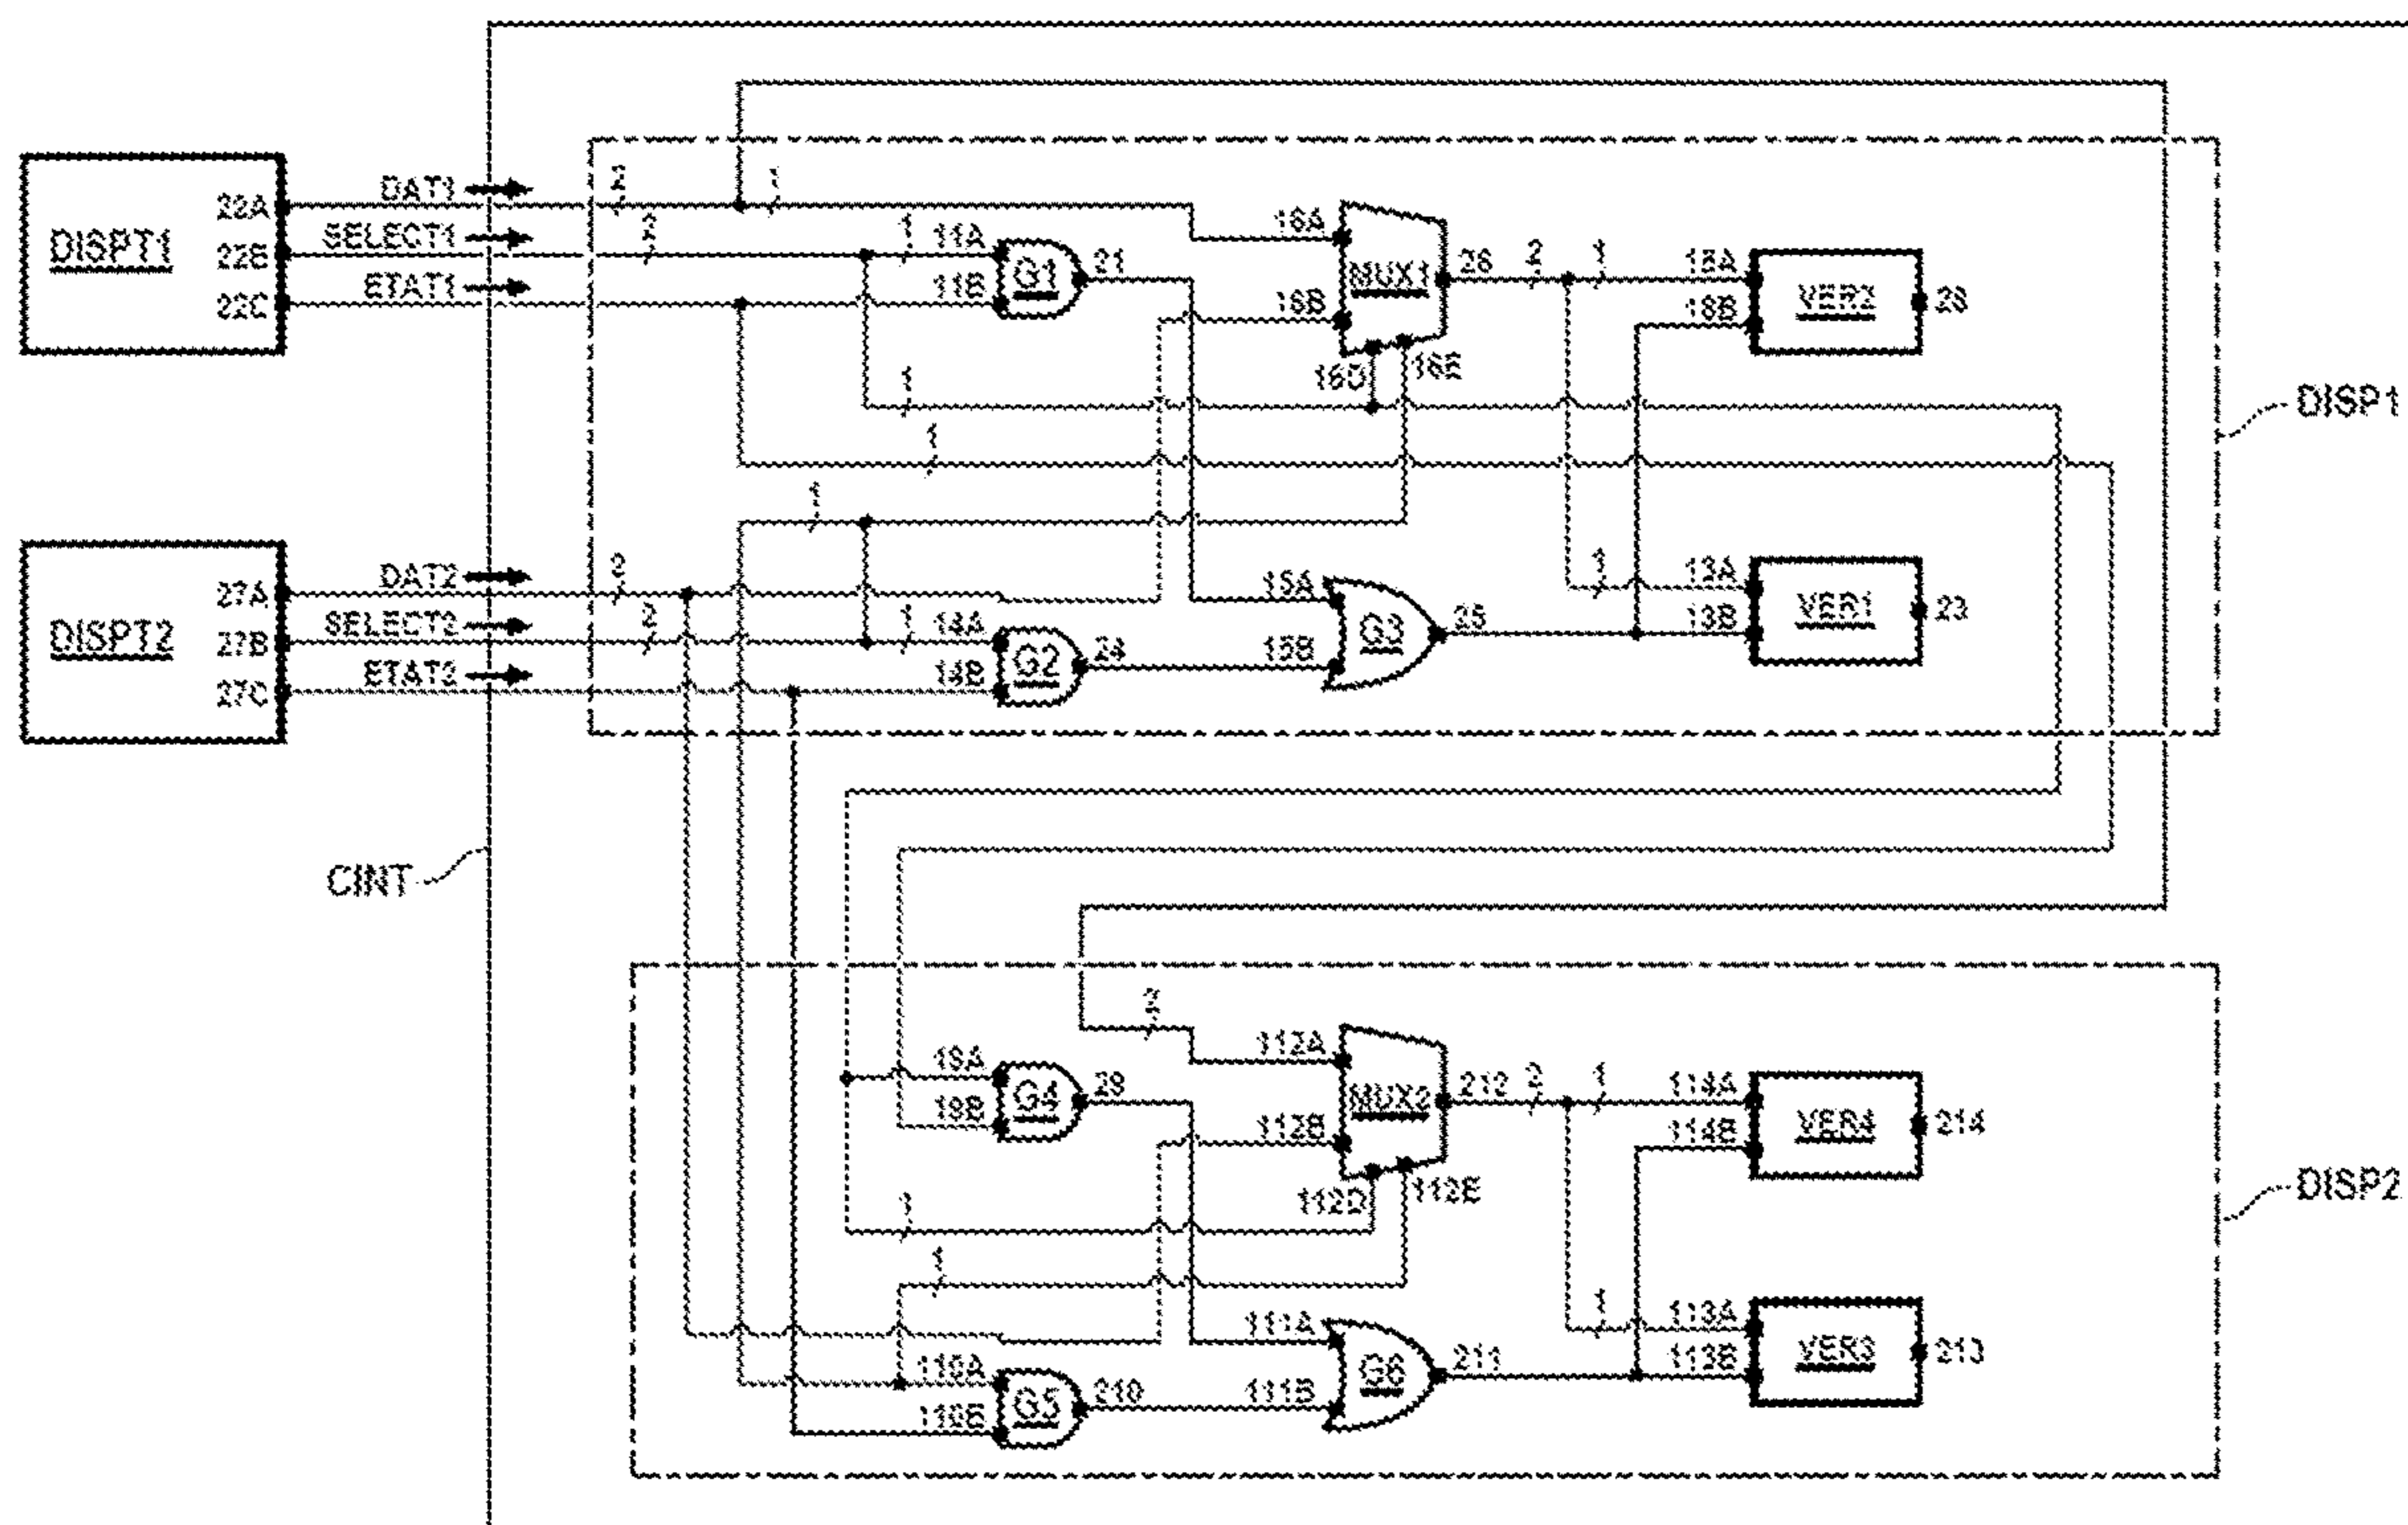 DISPT1
22A
22B
22C
DAT1
SELECT1
ETAT1
2
2
1
1
11A
11B
G1
21
16A
16B
MUX1
16D
16E
26
2
1
VER2
28
18B
1
1
1
DISP1
DISPT2
27A
27B
27C
DAT2
SELECT2
ETAT2
2
2
1
14A
14B
G2
24
15A
15B
G3
25
1
13A
13B
VER1
23
CINT
2
19A
19B
G4
112A
112B
MUX2
112D
112E
212
2
1
114A
114B
VER4
214
DISP2
1
1
110A
110B
G5
210
111A
111B
G6
211
1
113A
113B
VER3
213